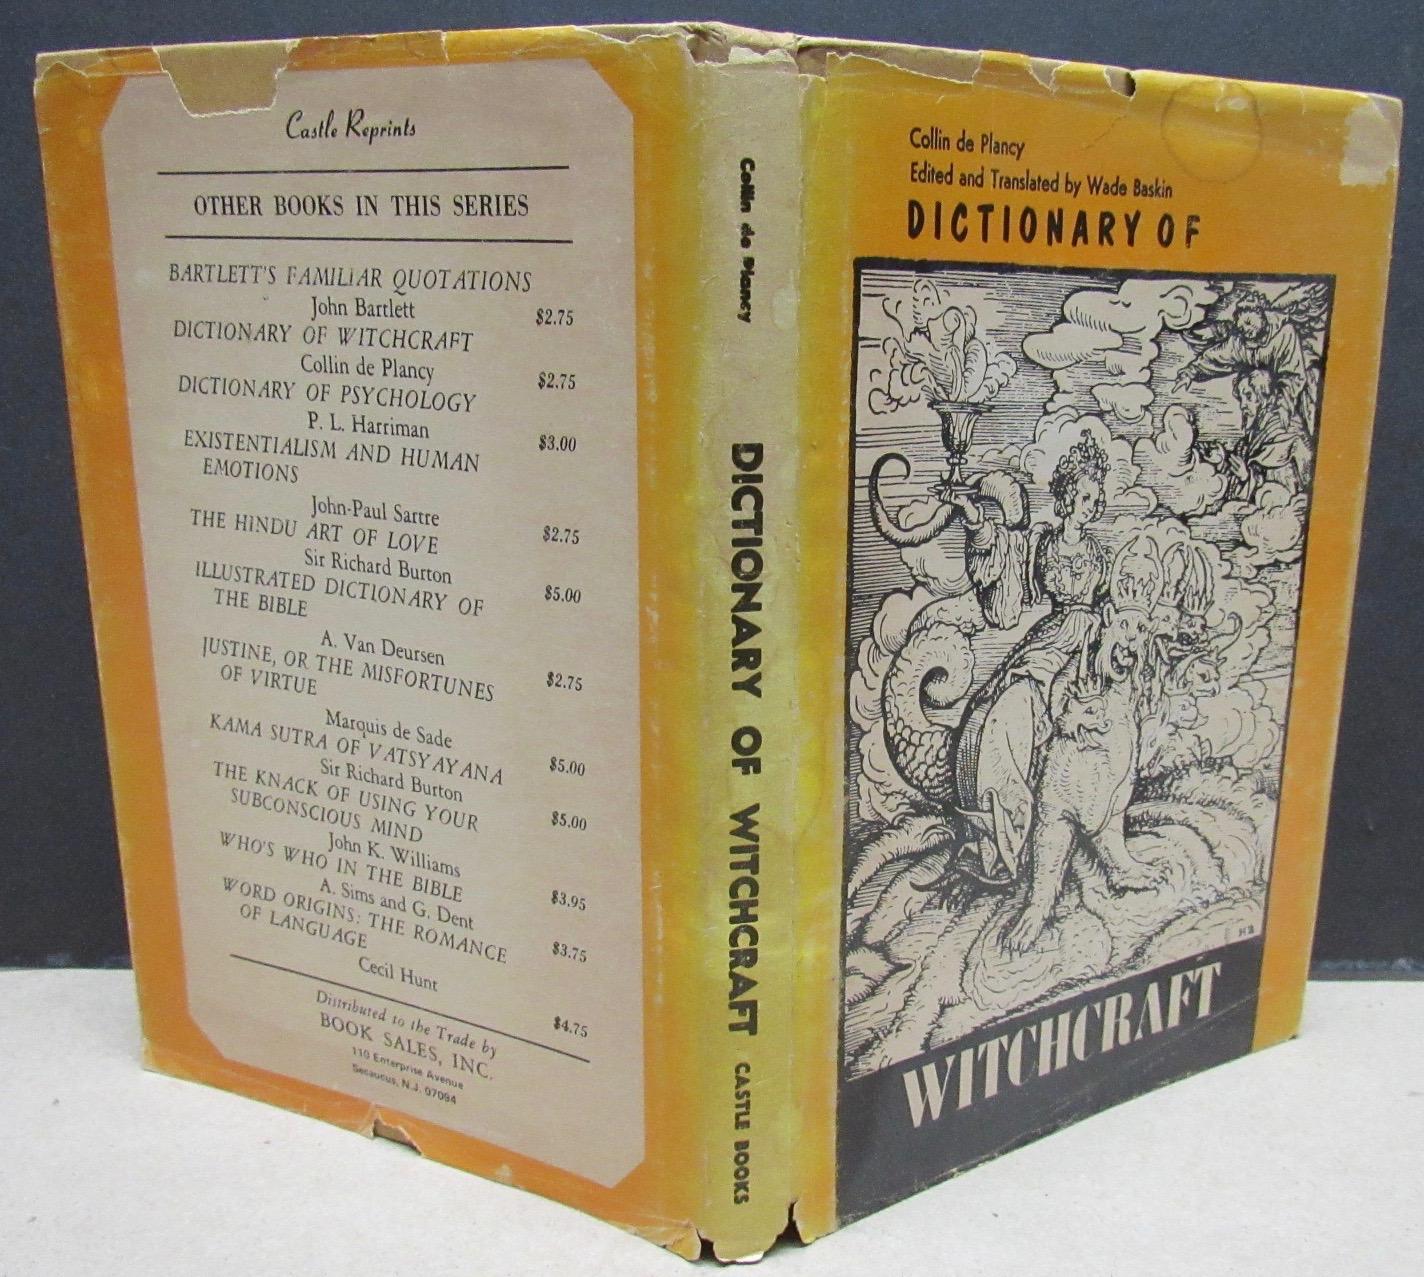 Castle Reprints
OTHER BOOKS IN THIS SERIES
BARTLETT'S FAMILIAR QUOTATIONS
John Bartlett $2.75
DICTIONARY OF WITCHCRAFT
Collin de Plancy $2.75
DICTIONARY OF PSYCHOLOGY
P. L. Harriman $3.00
EXISTENTIALISM AND HUMAN
EMOTIONS
John-Paul Sartre $2.75
THE HINDU ART OF LOVE
Sir Richard Burton $5.00
ILLUSTRATED DICTIONARY OF
THE BIBLE
A. Van Deursen $2.75
JUSTINE, OR THE MISFORTUNES
OF VIRTUE
Marquis de Sade $5.00
KAMA SUTRA OF VATSYAYANA
Sir Richard Burton $5.00
THE KNACK OF USING YOUR
SUBCONSCIOUS MIND
John K. Williams $3.95
WHO'S WHO IN THE BIBLE
A. Sims and G. Dent $3.75
WORD ORIGINS: THE ROMANCE
OF LANGUAGE
Cecil Hunt $4.75
Distributed to the Trade by
BOOK SALES, INC.
110 Enterprise Avenue
Secaucus, N.J. 07094
Collin de Plancy DICTIONARY OF WITCHCRAFT CASTLE BOOKS
Collin de Plancy
Edited and Translated by Wade Baskin
DICTIONARY OF
HB
WITCHCRAFT